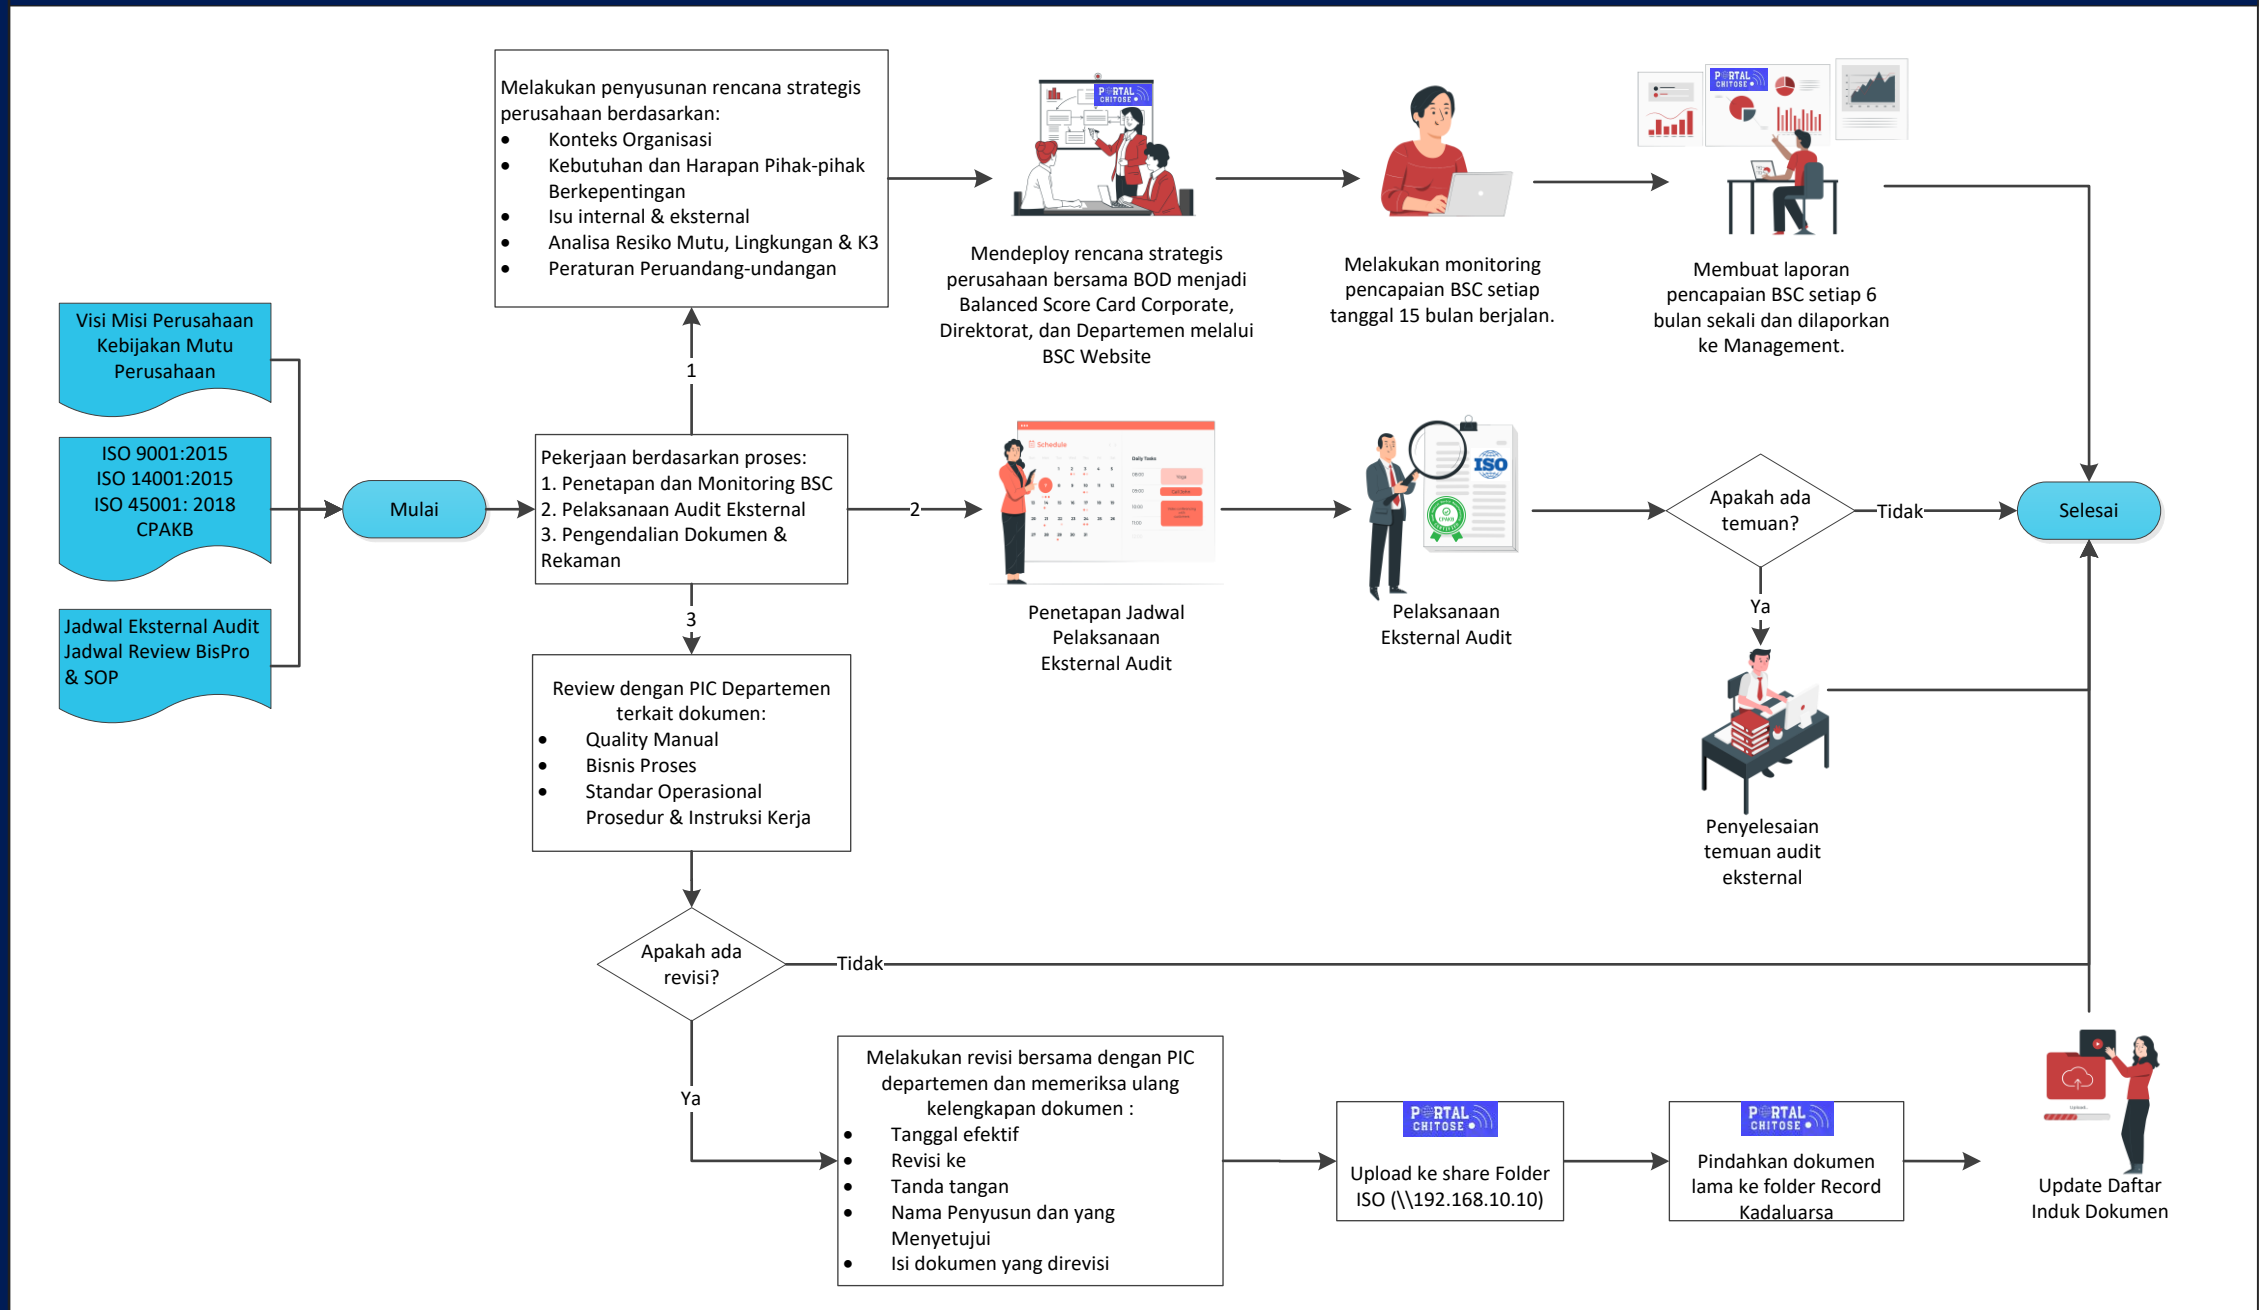 Melakukan penyusunan rencana strategis
perusahaan berdasarkan:
• Konteks Organisasi
• Kebutuhan dan Harapan Pihak-pihak
Berkepentingan
• Isu internal & eksternal
• Analisa Resiko Mutu, Lingkungan & K3
• Peraturan Peruandang-undangan
PORTAL
CHITOSE
Mendeploy rencana strategis
perusahaan bersama BOD menjadi
Balanced Score Card Corporate,
Direktorat, dan Departemen melalui
BSC Website
Melakukan monitoring
pencapaian BSC setiap
tanggal 15 bulan berjalan.
PORTAL
CHITOSE
Membuat laporan
pencapaian BSC setiap 6
bulan sekali dan dilaporkan
ke Management.
Visi Misi Perusahaan
Kebijakan Mutu
Perusahaan
ISO 9001:2015
ISO 14001:2015
ISO 45001: 2018
CPAKB
Jadwal Eksternal Audit
Jadwal Review BisPro
& SOP
Mulai
1
Pekerjaan berdasarkan proses:
1. Penetapan dan Monitoring BSC
2. Pelaksanaan Audit Eksternal
3. Pengendalian Dokumen &
Rekaman
2
Schedule
Daily Tasks
Penetapan Jadwal
Pelaksanaan
Eksternal Audit
ISO
CPAKB
Pelaksanaan
Eksternal Audit
Apakah ada
temuan?
Tidak
Selesai
Ya
Penyelesaian
temuan audit
eksternal
3
Review dengan PIC Departemen
terkait dokumen:
• Quality Manual
• Bisnis Proses
• Standar Operasional
Prosedur & Instruksi Kerja
Apakah ada
revisi?
Tidak
Ya
Melakukan revisi bersama dengan PIC
departemen dan memeriksa ulang
kelengkapan dokumen :
• Tanggal efektif
• Revisi ke
• Tanda tangan
• Nama Penyusun dan yang
Menyetujui
• Isi dokumen yang direvisi
PORTAL
CHITOSE
Upload ke share Folder
ISO (\\192.168.10.10)
PORTAL
CHITOSE
Pindahkan dokumen
lama ke folder Record
Kadaluarsa
Update Daftar
Induk Dokumen